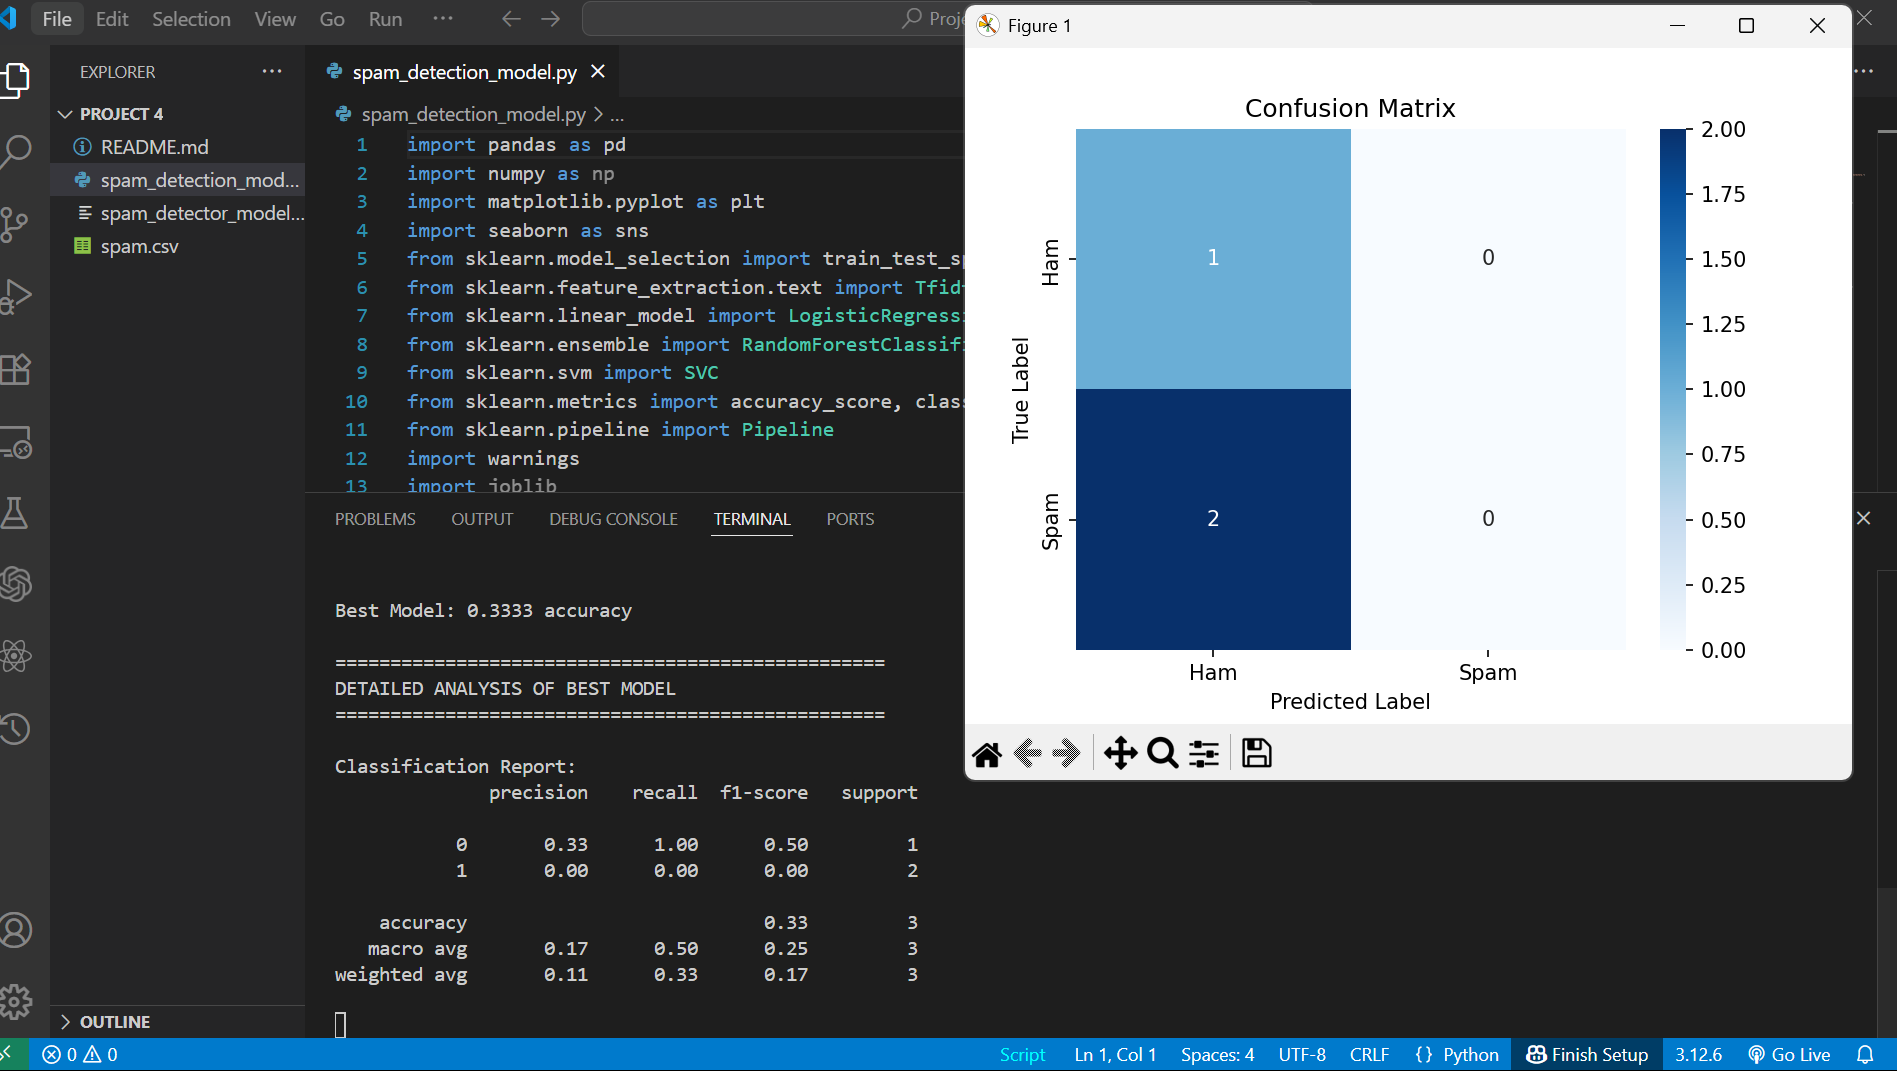 File Edit Selection View Go Run ···
Proje
EXPLORER ···
PROJECT 4
README.md
spam_detection_mod...
spam_detector_model...
spam.csv
OUTLINE
spam_detection_model.py
spam_detection_model.py > ...
1 import pandas as pd
2 import numpy as np
3 import matplotlib.pyplot as plt
4 import seaborn as sns
5 from sklearn.model_selection import train_test_sp
6 from sklearn.feature_extraction.text import Tfid
7 from sklearn.linear_model import LogisticRegress
8 from sklearn.ensemble import RandomForestClassif
9 from sklearn.svm import SVC
10 from sklearn.metrics import accuracy_score, clas
11 from sklearn.pipeline import Pipeline
12 import warnings
13 import joblib
PROBLEMS OUTPUT DEBUG CONSOLE TERMINAL PORTS
Best Model: 0.3333 accuracy
==================================================
DETAILED ANALYSIS OF BEST MODEL
==================================================
Classification Report:
precision recall f1-score support
0 0.33 1.00 0.50 1
1 0.00 0.00 0.00 2
accuracy 0.33 3
macro avg 0.17 0.50 0.25 3
weighted avg 0.11 0.33 0.17 3
Figure 1
Confusion Matrix
True Label
Ham
Spam
1 0
2 0
Ham Spam
Predicted Label
2.00
1.75
1.50
1.25
1.00
0.75
0.50
0.25
0.00
0 0
Script Ln 1, Col 1 Spaces: 4 UTF-8 CRLF {} Python Finish Setup 3.12.6 Go Live